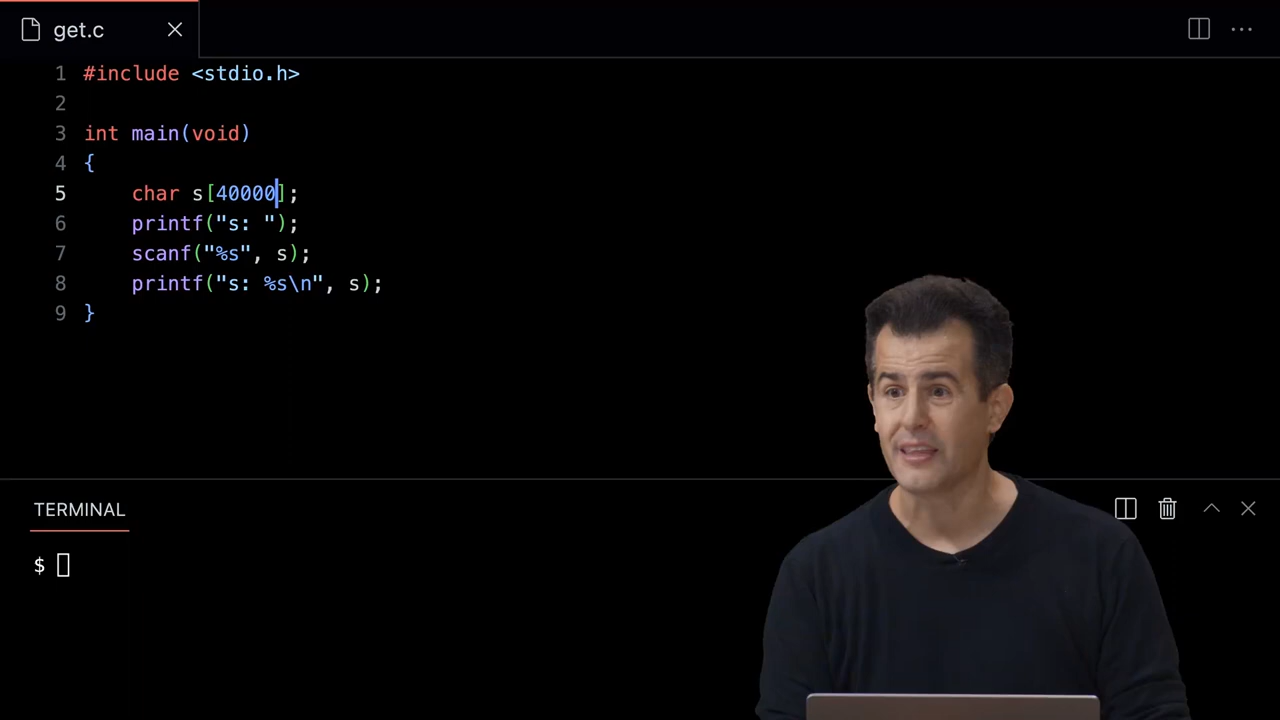 get.c
1 #include <stdio.h>
2
3 int main(void)
4 {
5     char s[40000];
6     printf("s: ");
7     scanf("%s", s);
8     printf("s: %s\n", s);
9 }
TERMINAL
$